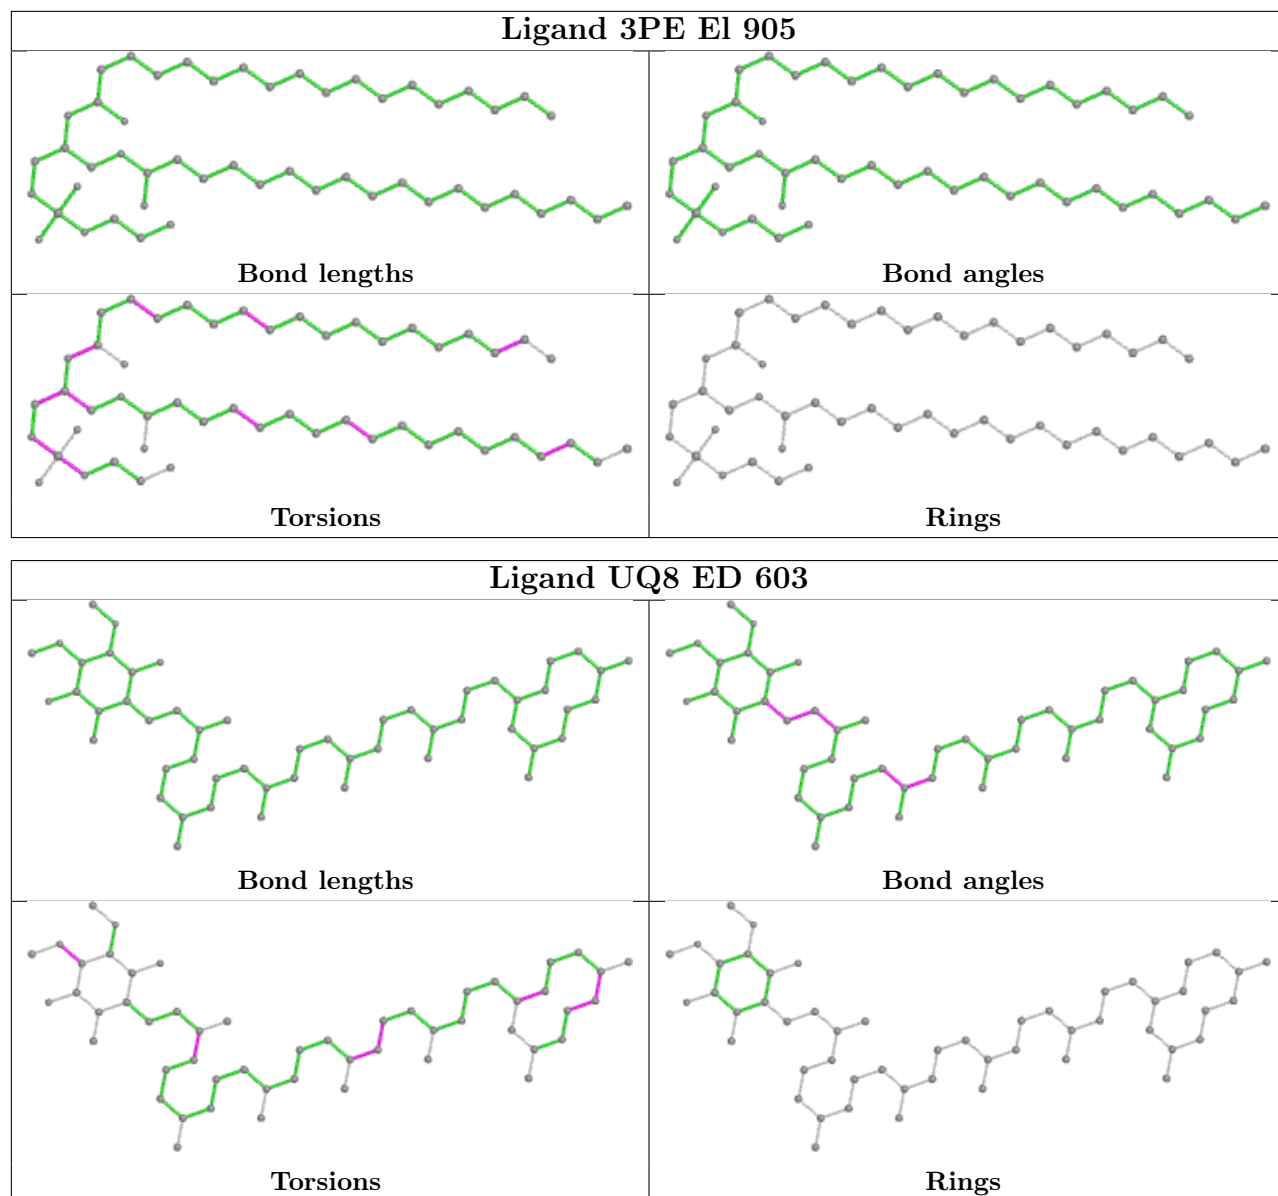 Ligand 3PE El 905
Bond lengths
Bond angles
Torsions
Rings
Ligand UQ8 ED 603
Bond lengths
Bond angles
Torsions
Rings